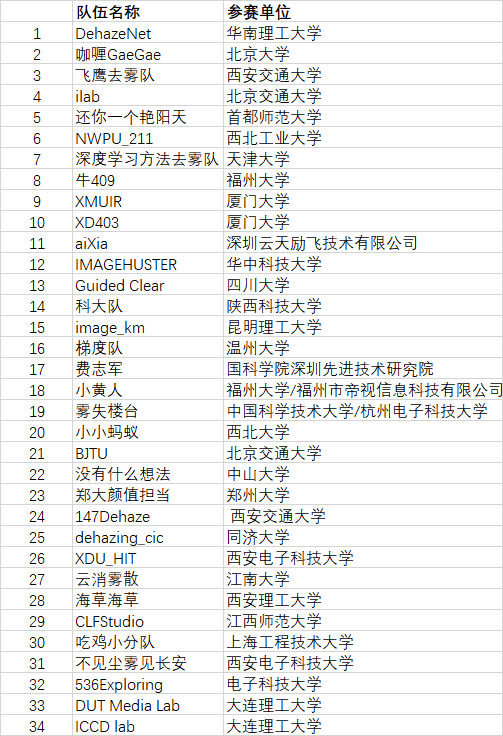 队伍名称 参赛单位
1 DehazeNet 华南理工大学
2 咖喱GaeGae 北京大学
3 飞鹰去雾队 西安交通大学
4 ilab 北京交通大学
5 还你一个艳阳天 首都师范大学
6 NWPU_211 西北工业大学
7 深度学习方法去雾队 天津大学
8 牛409 福州大学
9 XMUIR 厦门大学
10 XD403 厦门大学
11 aiXia 深圳云天励飞技术有限公司
12 IMAGEHUSTER 华中科技大学
13 Guided Clear 四川大学
14 科大队 陕西科技大学
15 image_km 昆明理工大学
16 梯度队 温州大学
17 费志军 国科学院深圳先进技术研究院
18 小黄人 福州大学/福州市帝视信息科技有限公司
19 雾失楼台 中国科学技术大学/杭州电子科技大学
20 小小蚂蚁 西北大学
21 BJTU 北京交通大学
22 没有什么想法 中山大学
23 郑大颜值担当 郑州大学
24 147Dehaze 西安交通大学
25 dehazing_cic 同济大学
26 XDU_HIT 西安电子科技大学
27 云消雾散 江南大学
28 海草海草 西安理工大学
29 CLFStudio 江西师范大学
30 吃鸡小分队 上海工程技术大学
31 不见尘雾见长安 西安电子科技大学
32 536Exploring 电子科技大学
33 DUT Media Lab 大连理工大学
34 ICCD lab 大连理工大学